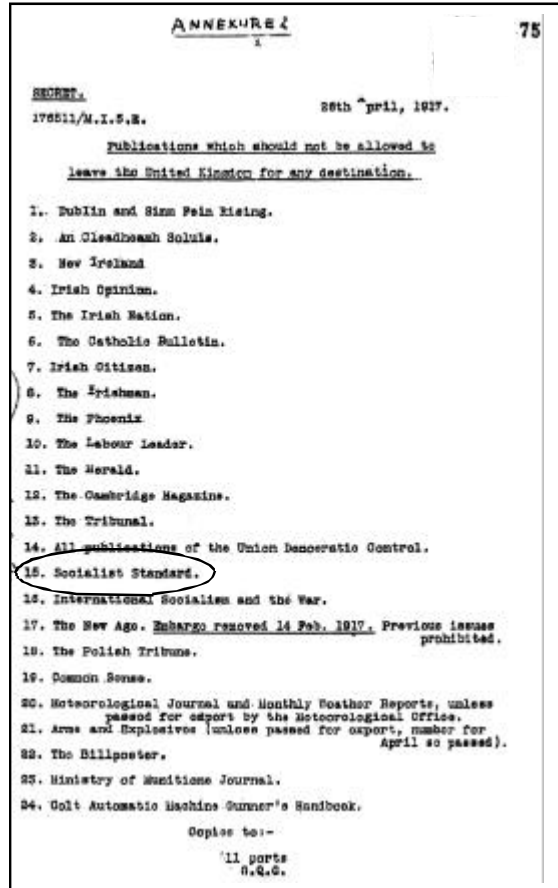 ANNEXURE 2
75
SECRET.
28th April, 1917.
176511/M.I.5.E.
Publications which should not be allowed to
leave the United Kingdom for any destination.
1. Dublin and Sinn Fein Rising.
2. An Cleadheamh Soluis.
3. New Ireland
4. Irish Opinion.
5. The Irish Nation.
6. The Catholic Bulletin.
7. Irish Citizen.
8. The Irishman.
9. The Phoenix
10. The Labour Leader.
11. The Herald.
12. The Cambridge Magazine.
13. The Tribunal.
14. All publications of the Union Democratic Control.
15. Socialist Standard.
16. International Socialism and the War.
17. The New Age. Embargo removed 14 Feb. 1917. Previous issues
prohibited.
18. The Polish Tribune.
19. Common Sense.
20. Meteorological Journal and Monthly Weather Reports, unless
passed for export by the Meteorological Office.
21. Arms and Explosives (unless passed for export, number for
April so passed).
22. The Billposter.
23. Ministry of Munitions Journal.
24. Colt Automatic Machine Gunner's Handbook.
Copies to:-
11 ports